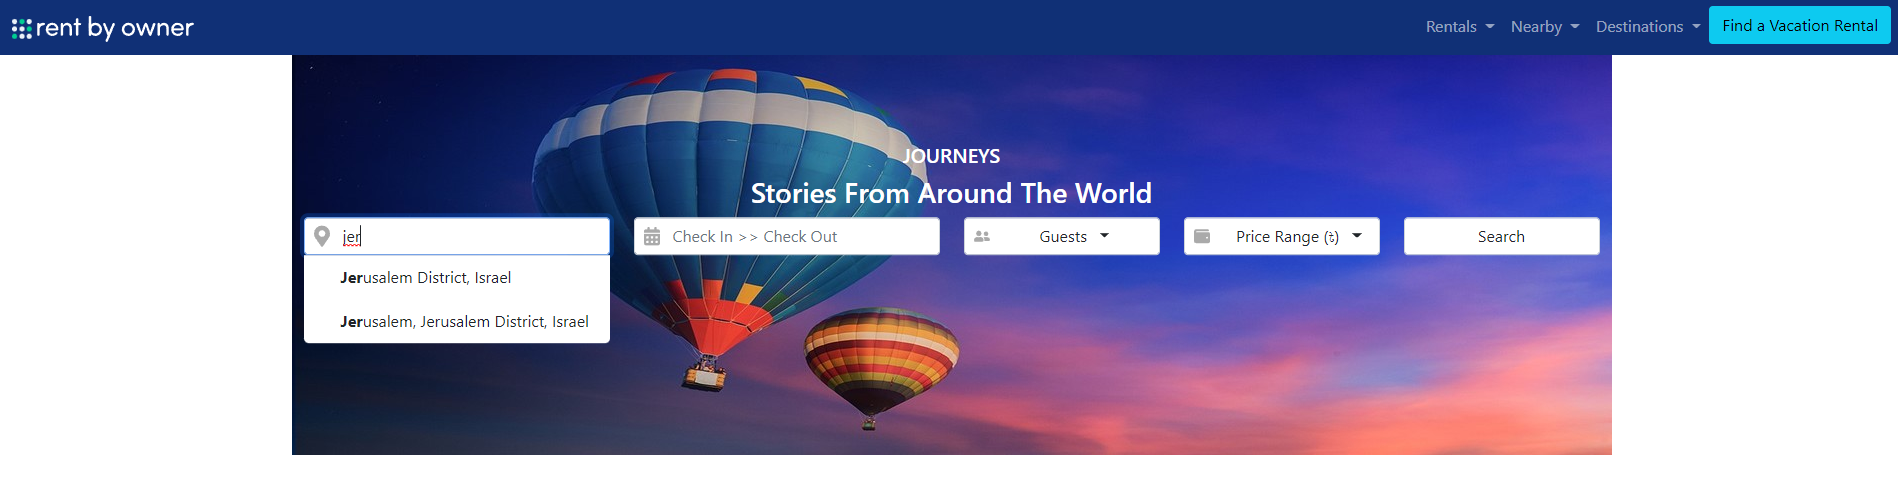 rent by owner
Rentals
Nearby
Destinations
Find a Vacation Rental
JOURNEYS
Stories From Around The World
jer
Check In >> Check Out
Guests
Price Range (৳)
Search
Jerusalem District, Israel
Jerusalem, Jerusalem District, Israel